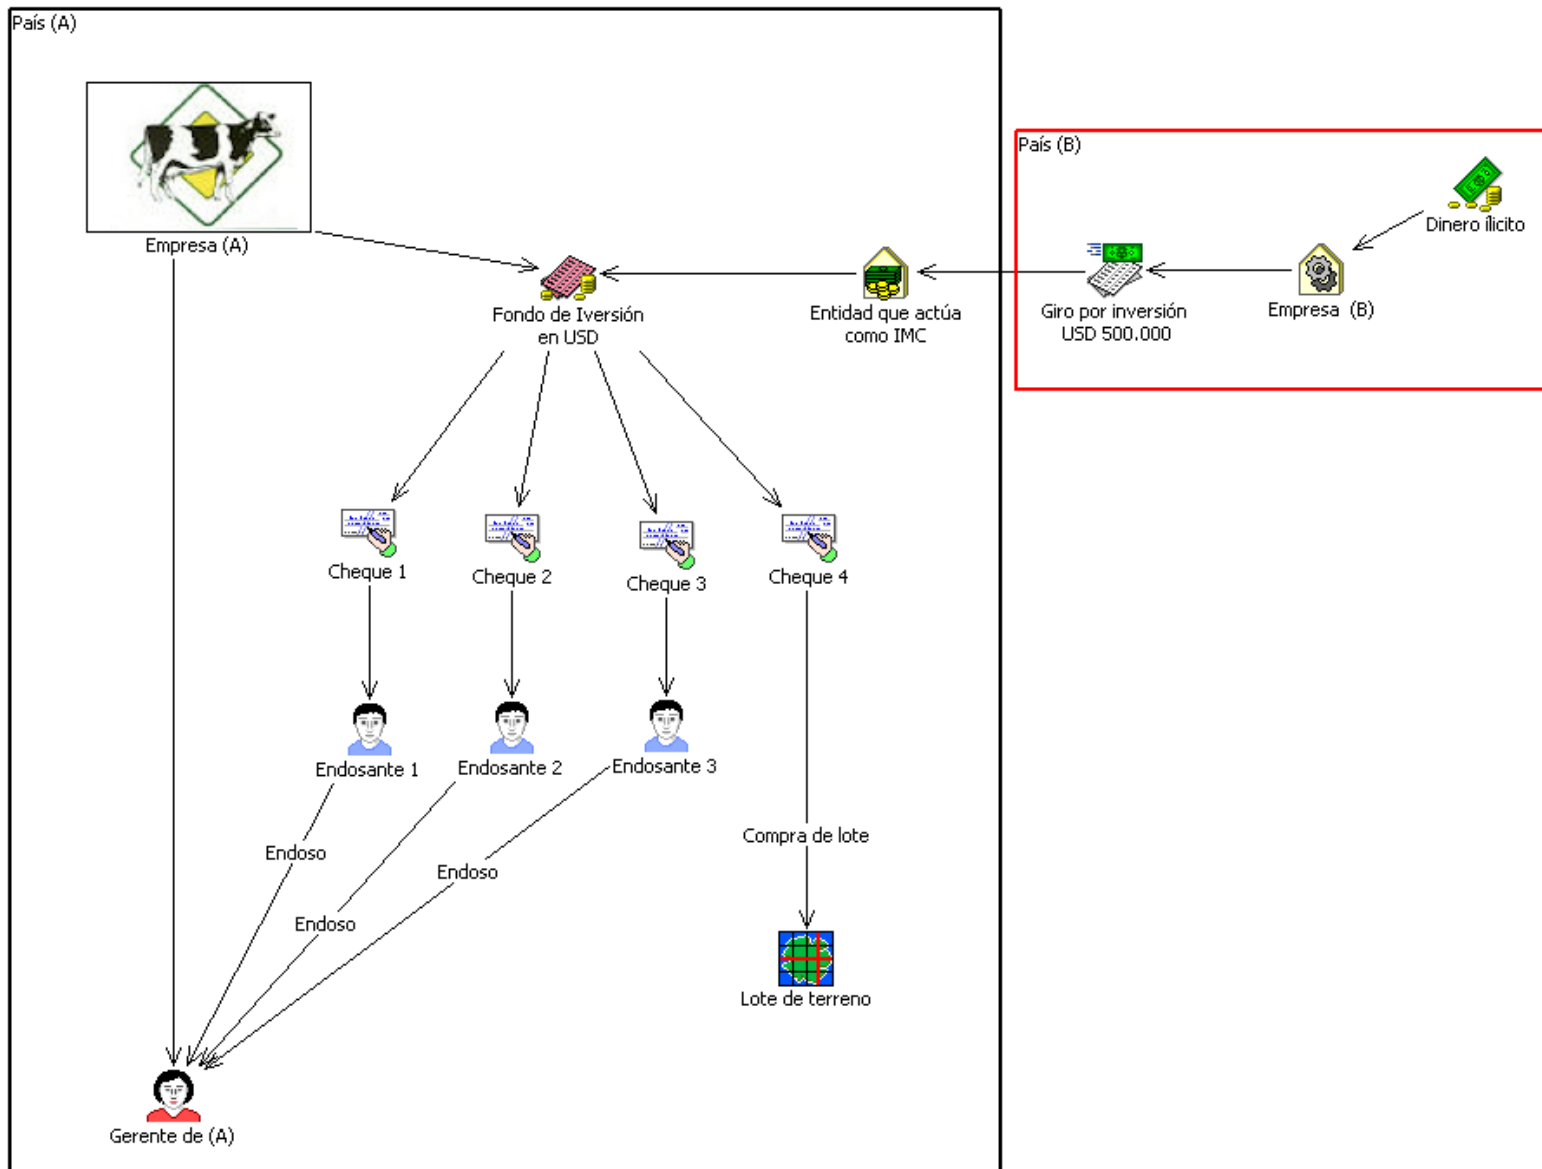 País (A)
País (B)
Dinero ílicito
Empresa (A)
Fondo de Iversión
en USD
Entidad que actúa
como IMC
Giro por inversión
USD 500.000
Empresa (B)
Cheque 1
Cheque 2
Cheque 3
Cheque 4
Endosante 1
Endosante 2
Endosante 3
Compra de lote
Endoso
Endoso
Endoso
Lote de terreno
Gerente de (A)